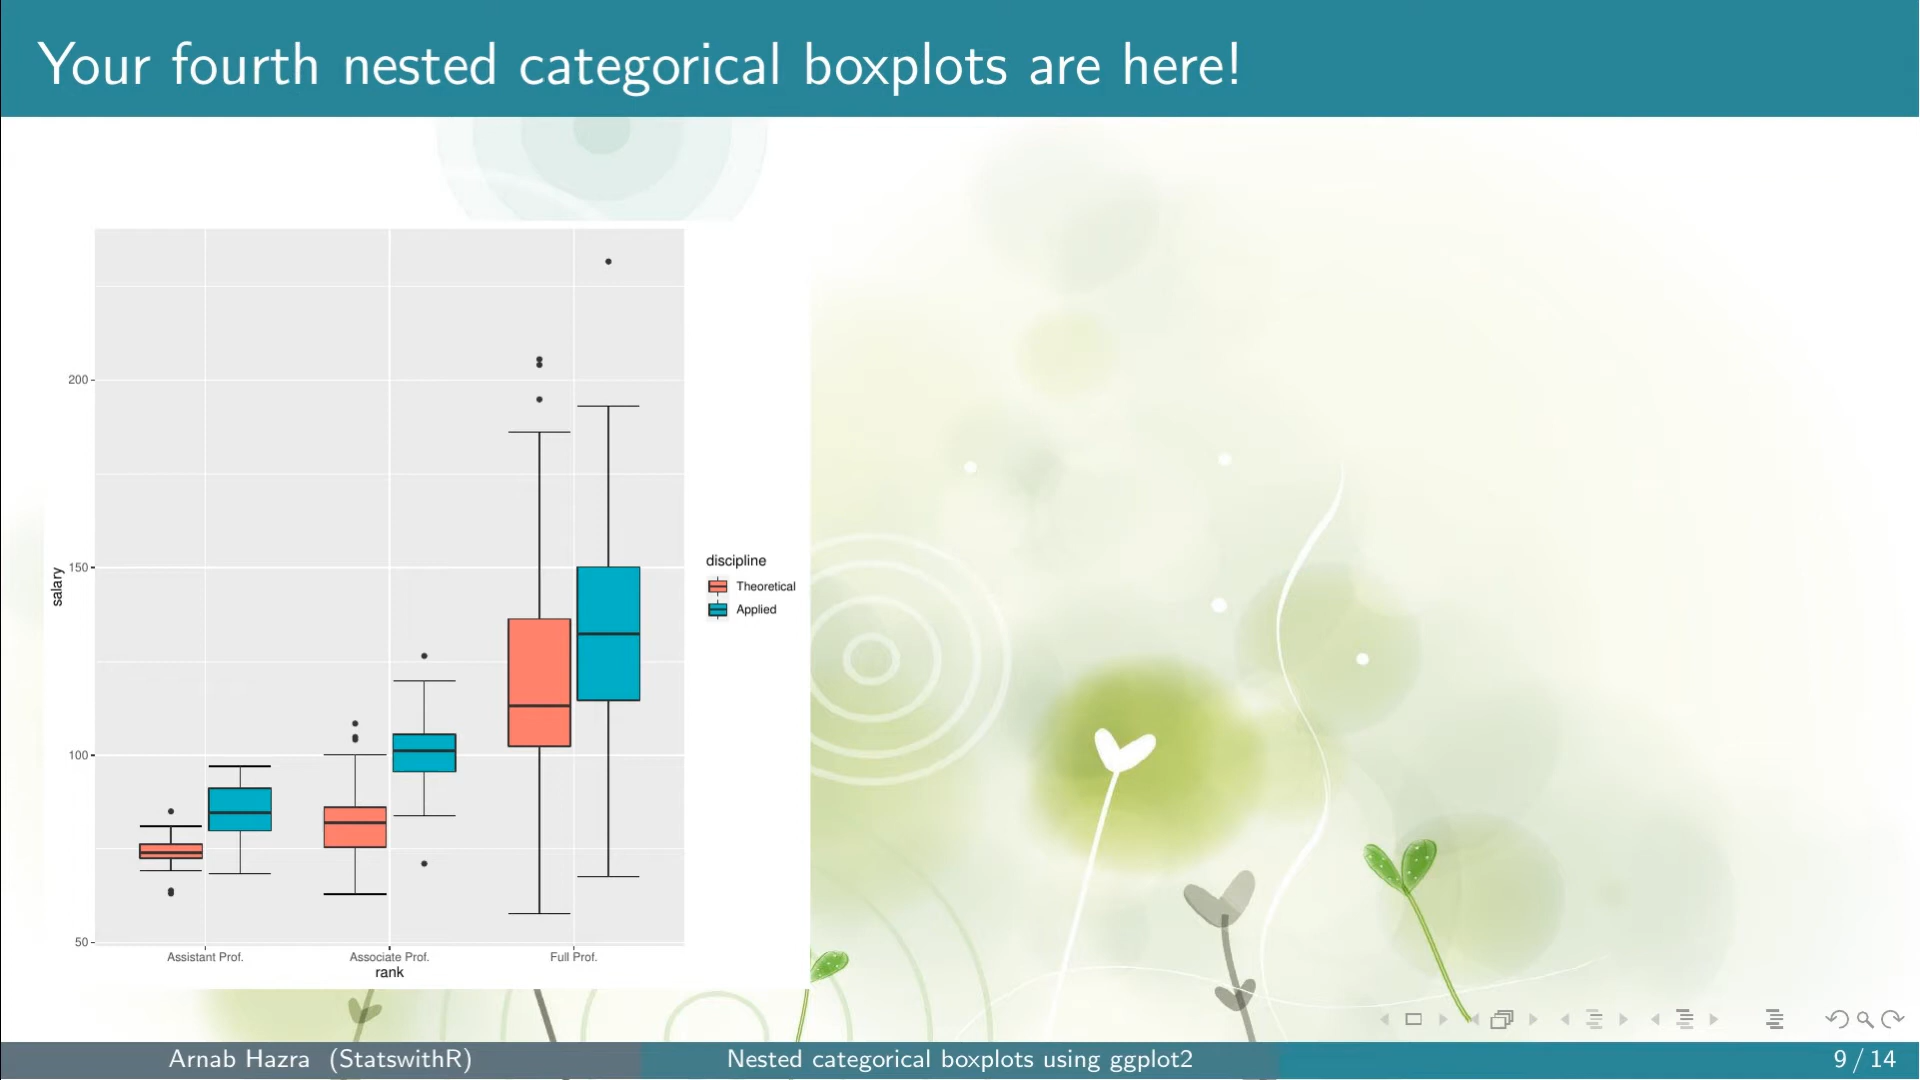 Your fourth nested categorical boxplots are here!
200
150
100
50
salary
Assistant Prof.
Associate Prof.
Full Prof.
rank
discipline
Theoretical
Applied
Arnab Hazra (StatswithR)
Nested categorical boxplots using ggplot2
9 / 14